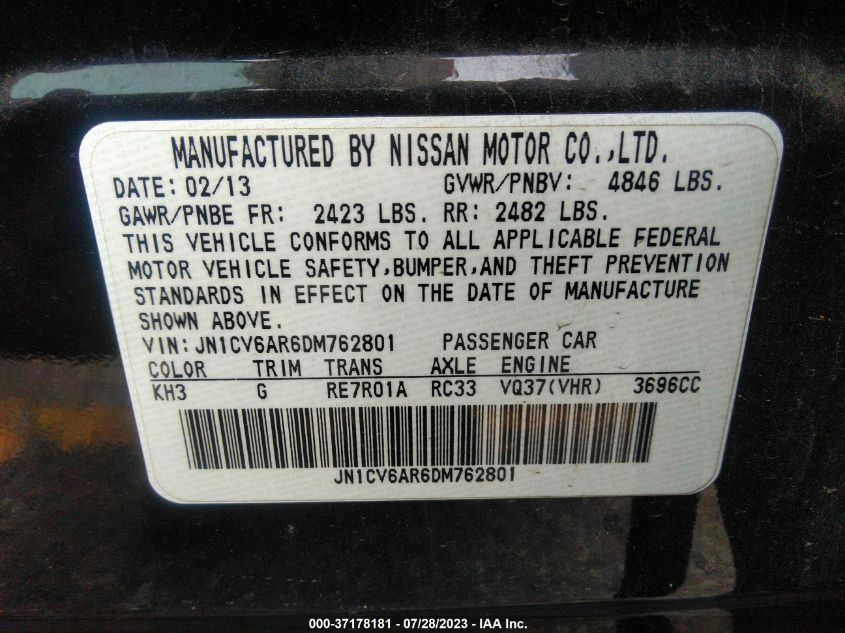 MANUFACTURED BY NISSAN MOTOR CO.,LTD.
DATE: 02/13 GVWR/PNBV: 4846 LBS.
GAWR/PNBE FR: 2423 LBS. RR: 2482 LBS.
THIS VEHICLE CONFORMS TO ALL APPLICABLE FEDERAL
MOTOR VEHICLE SAFETY,BUMPER,AND THEFT PREVENTION
STANDARDS IN EFFECT ON THE DATE OF MANUFACTURE
SHOWN ABOVE.
VIN:JN1CV6AR6DM762801 PASSENGER CAR
COLOR TRIM TRANS AXLE ENGINE
KH3 G RE7R01A RC33 VQ37(VHR) 3696CC
JN1CV6AR6DM762801
000-37178181 - 07/28/2023 - IAA Inc.